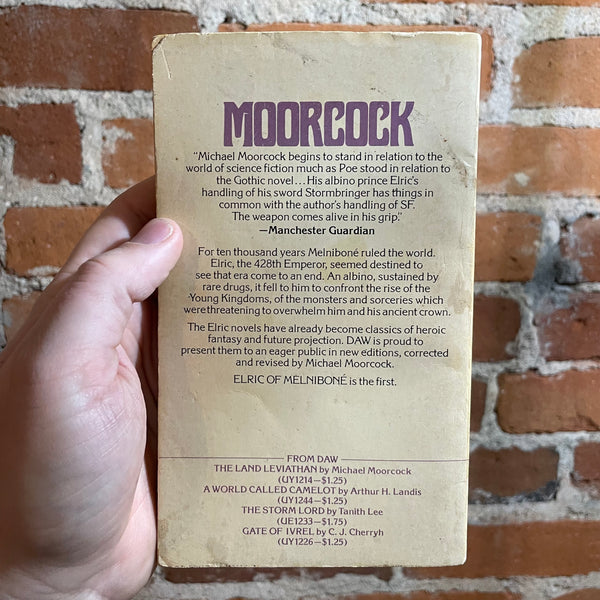 MOORCOCK
"Michael Moorcock begins to stand in relation to the
world of science fiction much as Poe stood in relation to
the Gothic novel...His albino prince Elric's
handling of his sword Stormbringer has things in
common with the author's handling of SF.
The weapon comes alive in his grip."
—Manchester Guardian
For ten thousand years Melniboné ruled the world.
Elric, the 428th Emperor, seemed destined to
see that era come to an end. An albino, sustained by
rare drugs, it fell to him to confront the rise of the
Young Kingdoms, of the monsters and sorceries which
were threatening to overwhelm him and his ancient crown.
The Elric novels have already become classics of heroic
fantasy and future projection. DAW is proud to
present them to an eager public in new editions, corrected
and revised by Michael Moorcock.
ELRIC OF MELNIBONÉ is the first.
FROM DAW
THE LAND LEVIATHAN by Michael Moorcock
(UY1214—$1.25)
A WORLD CALLED CAMELOT by Arthur H. Landis
(UY1244—$1.25)
THE STORM LORD by Tanith Lee
(UE1233—$1.75)
GATE OF IVREL by C. J. Cherryh
(UY1226—$1.25)